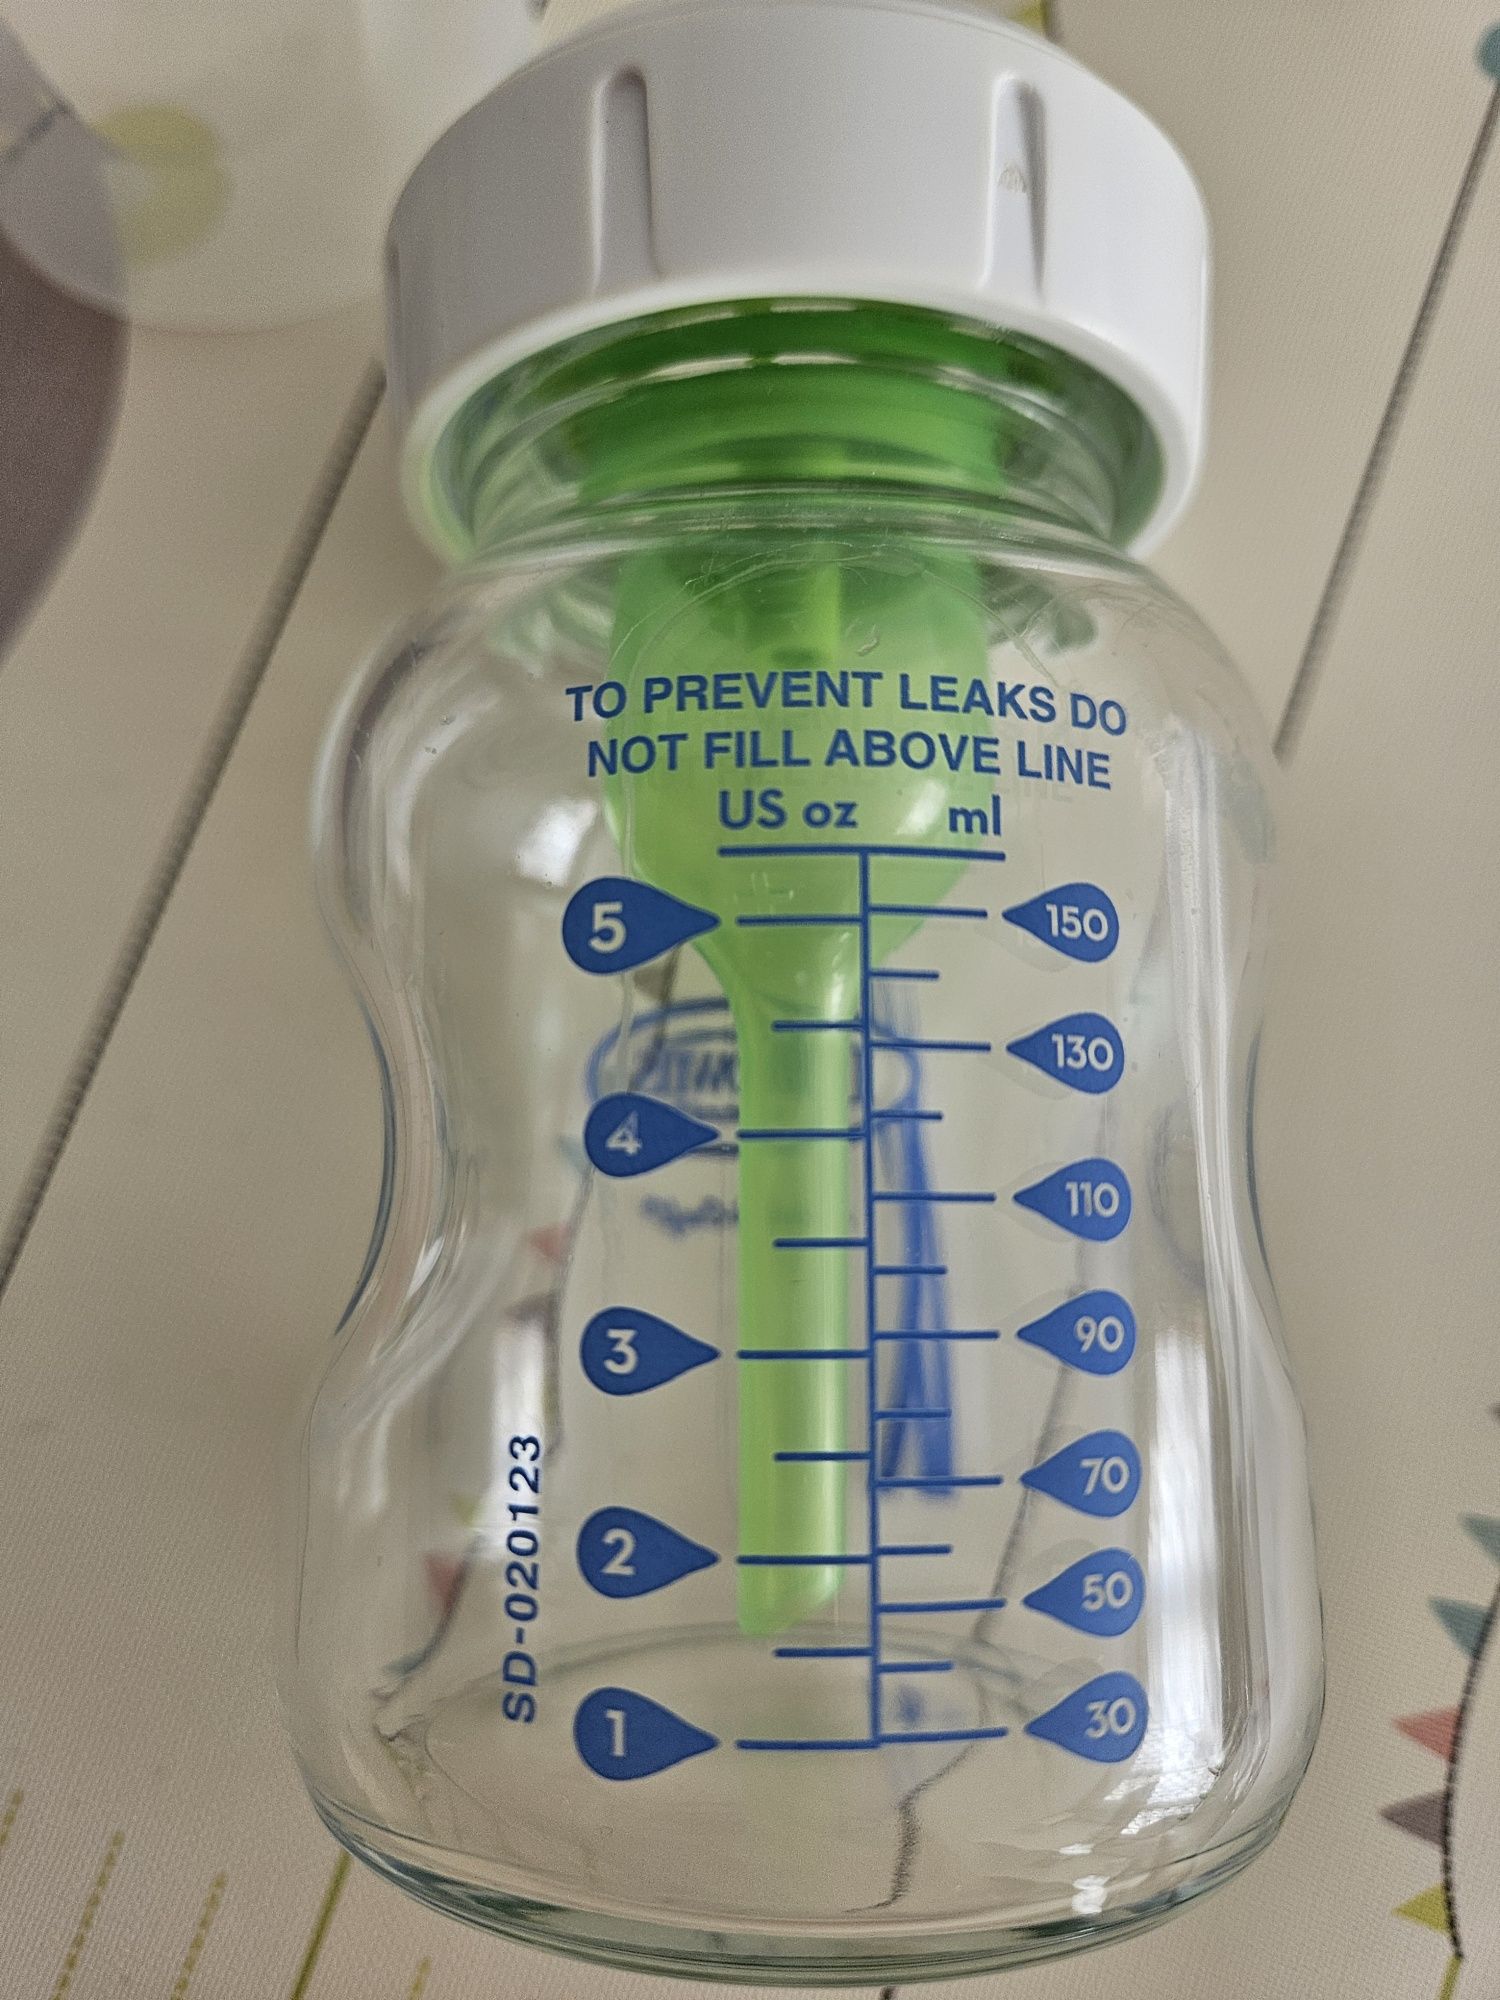 TO PREVENT LEAKS DO
NOT FILL ABOVE LINE
US oz ml
5 150
130
4
110
3 90
70
2 50
1 30
SD-020123